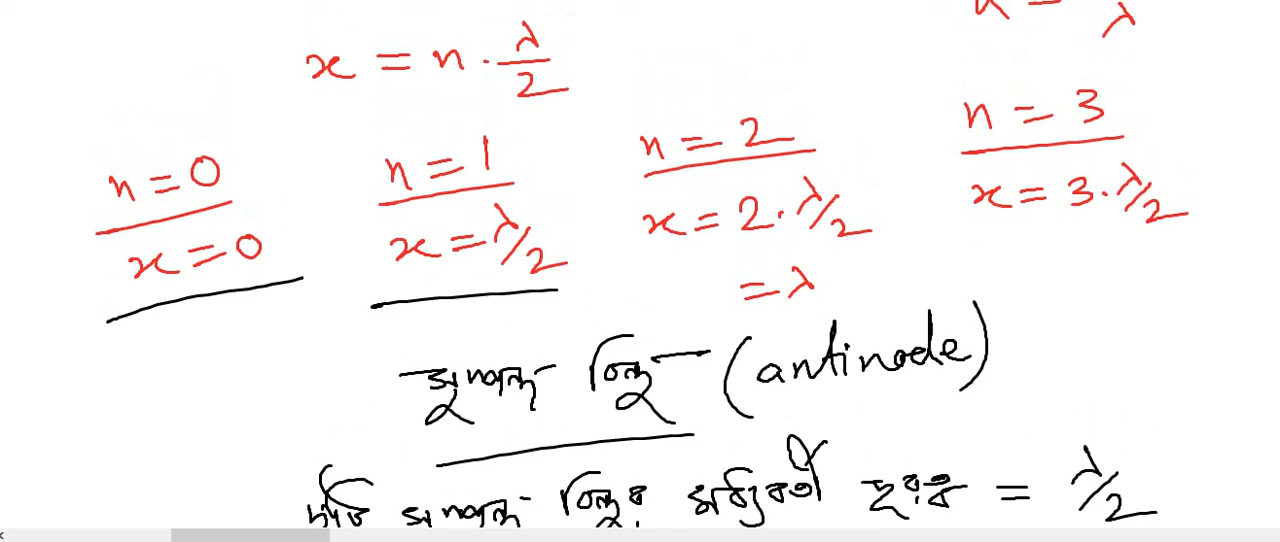 x = n · λ/2
λ
n = 0
x = 0
n = 1
x = λ/2
n = 2
x = 2 · λ/2
= λ
n = 3
x = 3 · λ/2
সুস্পন্দ বিন্দু (antinode)
সুস্পন্দ বিন্দুর মধ্যবর্তী দূরত্ব = λ/2